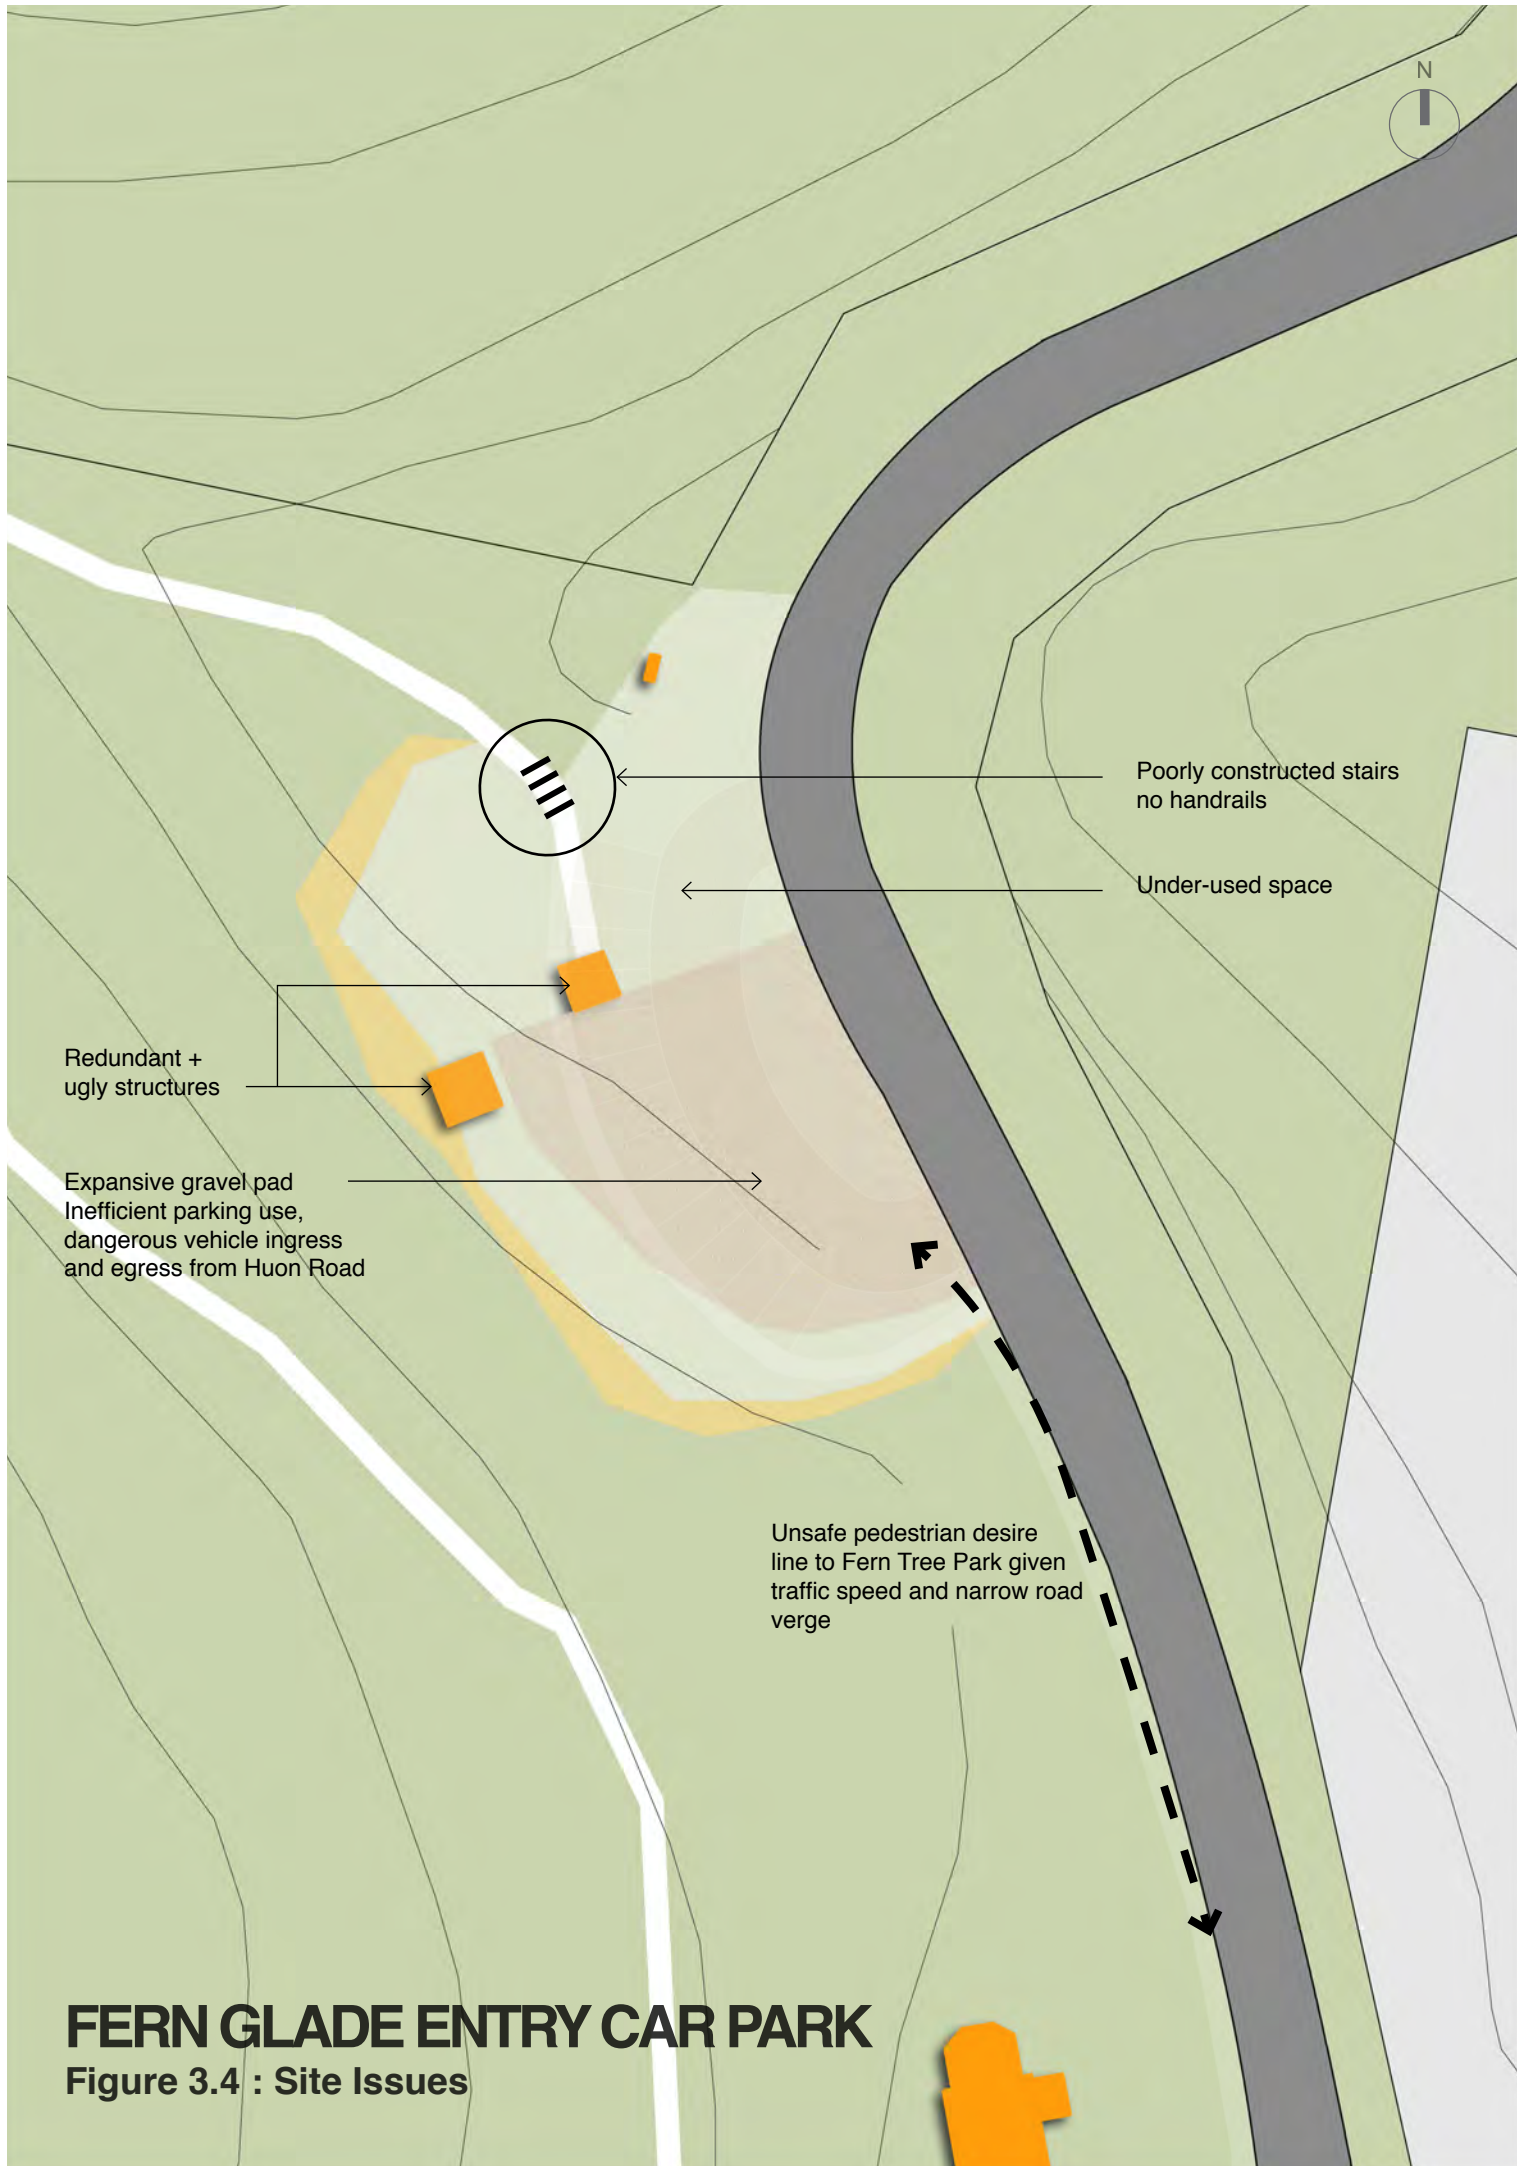 N
Poorly constructed stairs
no handrails
Under-used space
Redundant +
ugly structures
Expansive gravel pad
Inefficient parking use,
dangerous vehicle ingress
and egress from Huon Road
Unsafe pedestrian desire
line to Fern Tree Park given
traffic speed and narrow road
verge
FERN GLADE ENTRY CAR PARK
Figure 3.4 : Site Issues